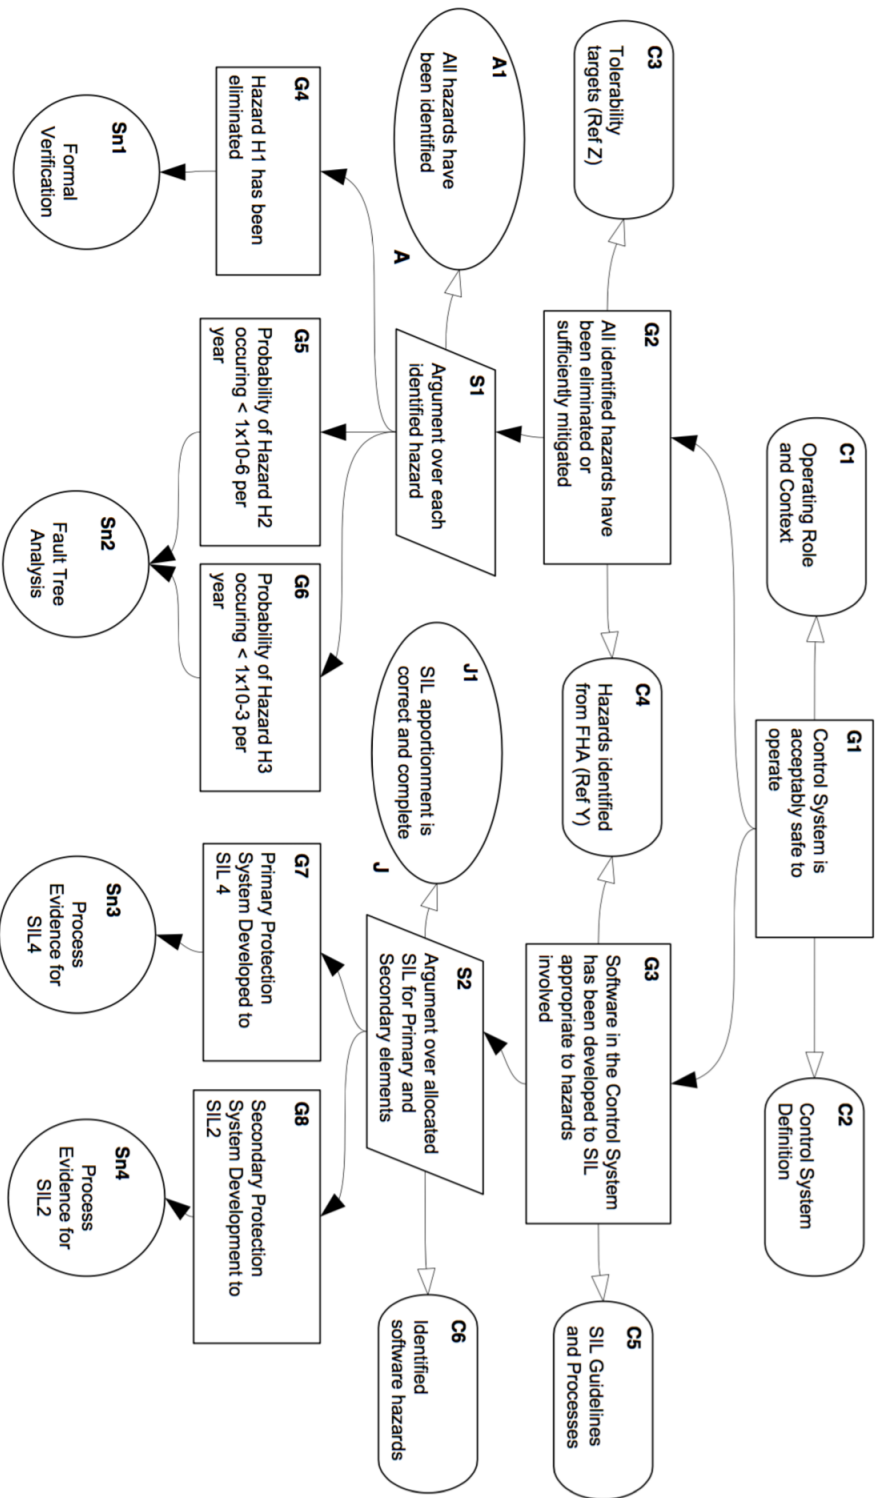 C1
Operating Role
and Context
G1
Control System is
acceptably safe to
operate
C2
Control System
Definition
C3
Tolerability
targets (Ref Z)
G2
All identified hazards have
been eliminated or
sufficiently mitigated
C4
Hazards identified
from FHA (Ref Y)
G3
Software in the Control System
has been developed to SIL
appropriate to hazards
involved
C5
SIL Guidelines
and Processes
A1
All hazards have
been identified
A
S1
Argument over each
identified hazard
J1
SIL apportionment is
correct and complete
J
S2
Argument over allocated
SIL for Primary and
Secondary elements
C6
Identified
software hazards
G4
Hazard H1 has been
eliminated
G5
Probability of Hazard H2
occuring < 1x10-6 per
year
G6
Probability of Hazard H3
occuring < 1x10-3 per
year
G7
Primary Protection
System Developed to
SIL 4
G8
Secondary Protection
System Development to
SIL2
Sn1
Formal
Verification
Sn2
Fault Tree
Analysis
Sn3
Process
Evidence for
SIL4
Sn4
Process
Evidence for
SIL2